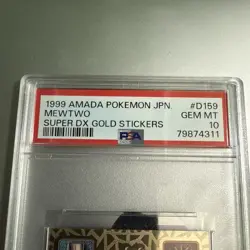 1999 AMADA POKEMON JPN. #D159
MEWTWO GEM MT
SUPER DX GOLD STICKERS 10
PSA 79874311